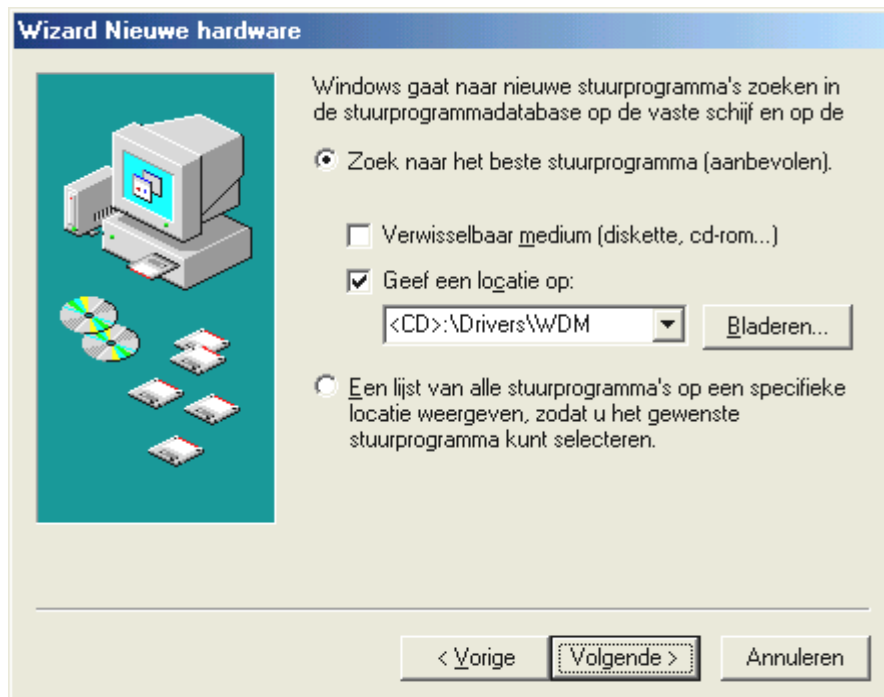 Wizard Nieuwe hardware
Windows gaat naar nieuwe stuurprogramma's zoeken in
de stuurprogrammadatabase op de vaste schijf en op de
Zoek naar het beste stuurprogramma (aanbevolen).
Verwisselbaar medium (diskette, cd-rom...)
Geef een locatie op:
<CD>:\Drivers\WDM
Bladeren...
Een lijst van alle stuurprogramma's op een specifieke
locatie weergeven, zodat u het gewenste
stuurprogramma kunt selecteren.
< Vorige
Volgende >
Annuleren